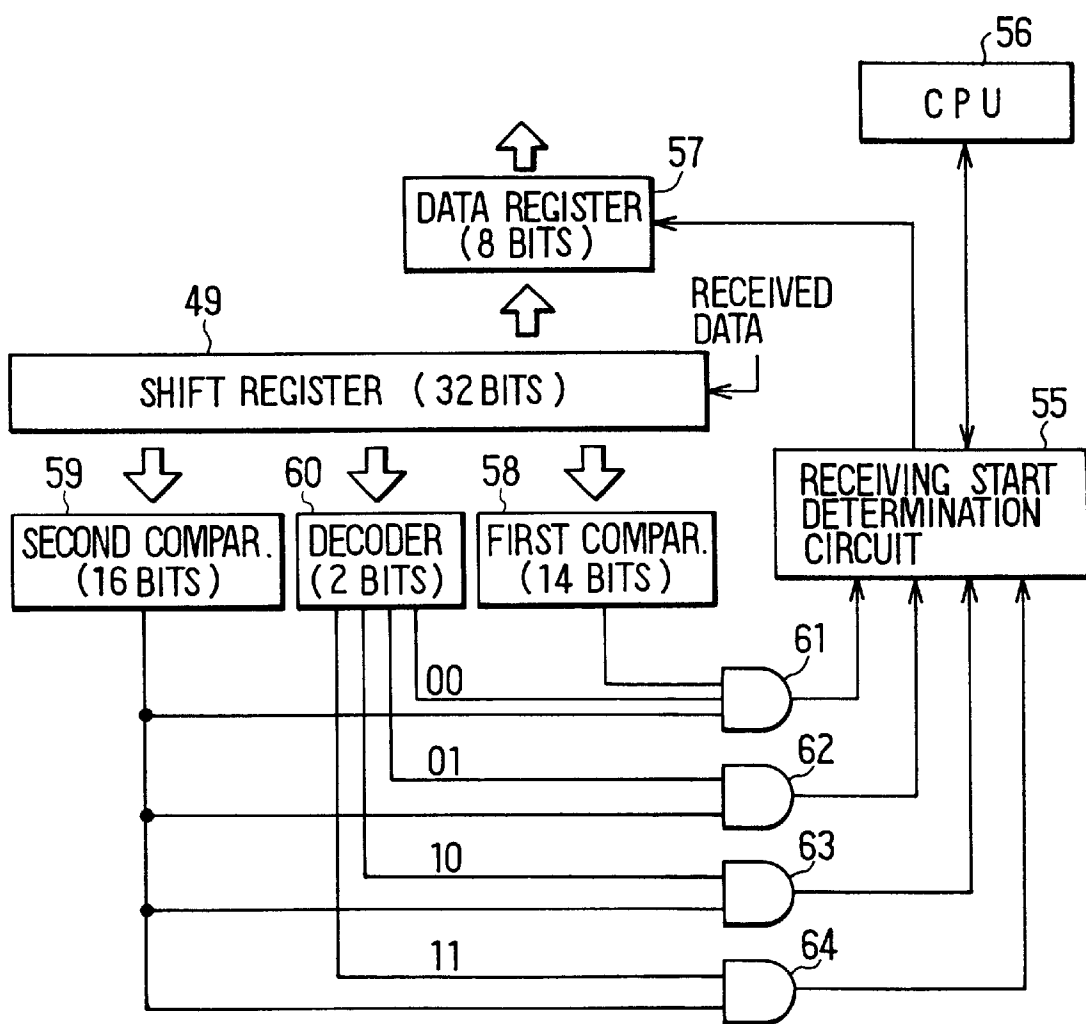 56
CPU
57
DATA REGISTER
(8 BITS)
RECEIVED
DATA
49
SHIFT REGISTER (32 BITS)
55
RECEIVING START
DETERMINATION
CIRCUIT
59
SECOND COMPAR.
(16 BITS)
60
DECODER
(2 BITS)
58
FIRST COMPAR.
(14 BITS)
61
00
62
01
63
10
64
11